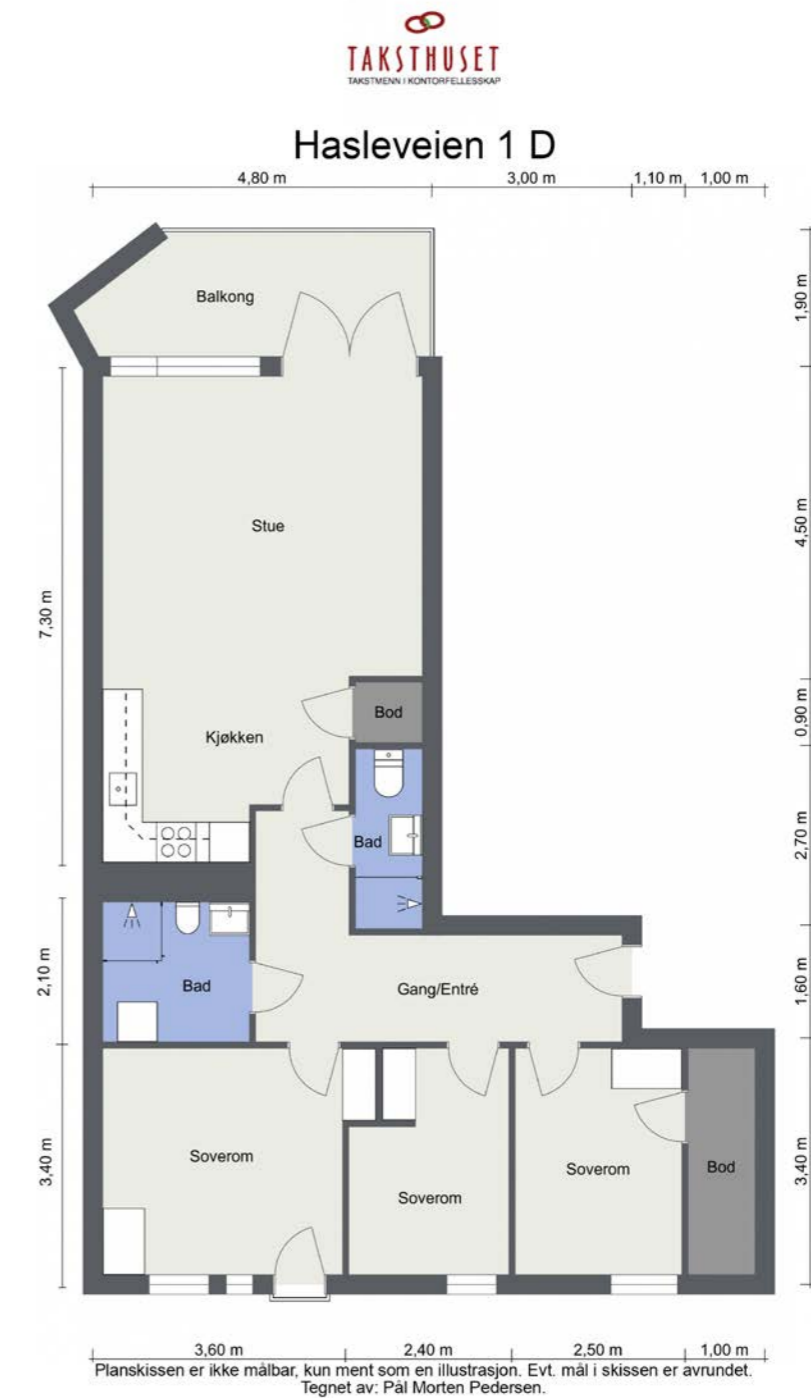 TAKSTHUSET
TAKSTMENN I KONTORFELLESSKAP
Hasleveien 1 D
4,80 m
3,00 m
1,10 m
1,00 m
Balkong
1,90 m
Stue
4,50 m
7,30 m
Bod
0,90 m
Kjøkken
Bad
2,70 m
2,10 m
Bad
Gang/Entré
1,60 m
3,40 m
Soverom
Soverom
Soverom
Bod
3,40 m
3,60 m
2,40 m
2,50 m
1,00 m
Planskissen er ikke målbar, kun ment som en illustrasjon. Evt. mål i skissen er avrundet.
Tegnet av: Pål Morten Pedersen.